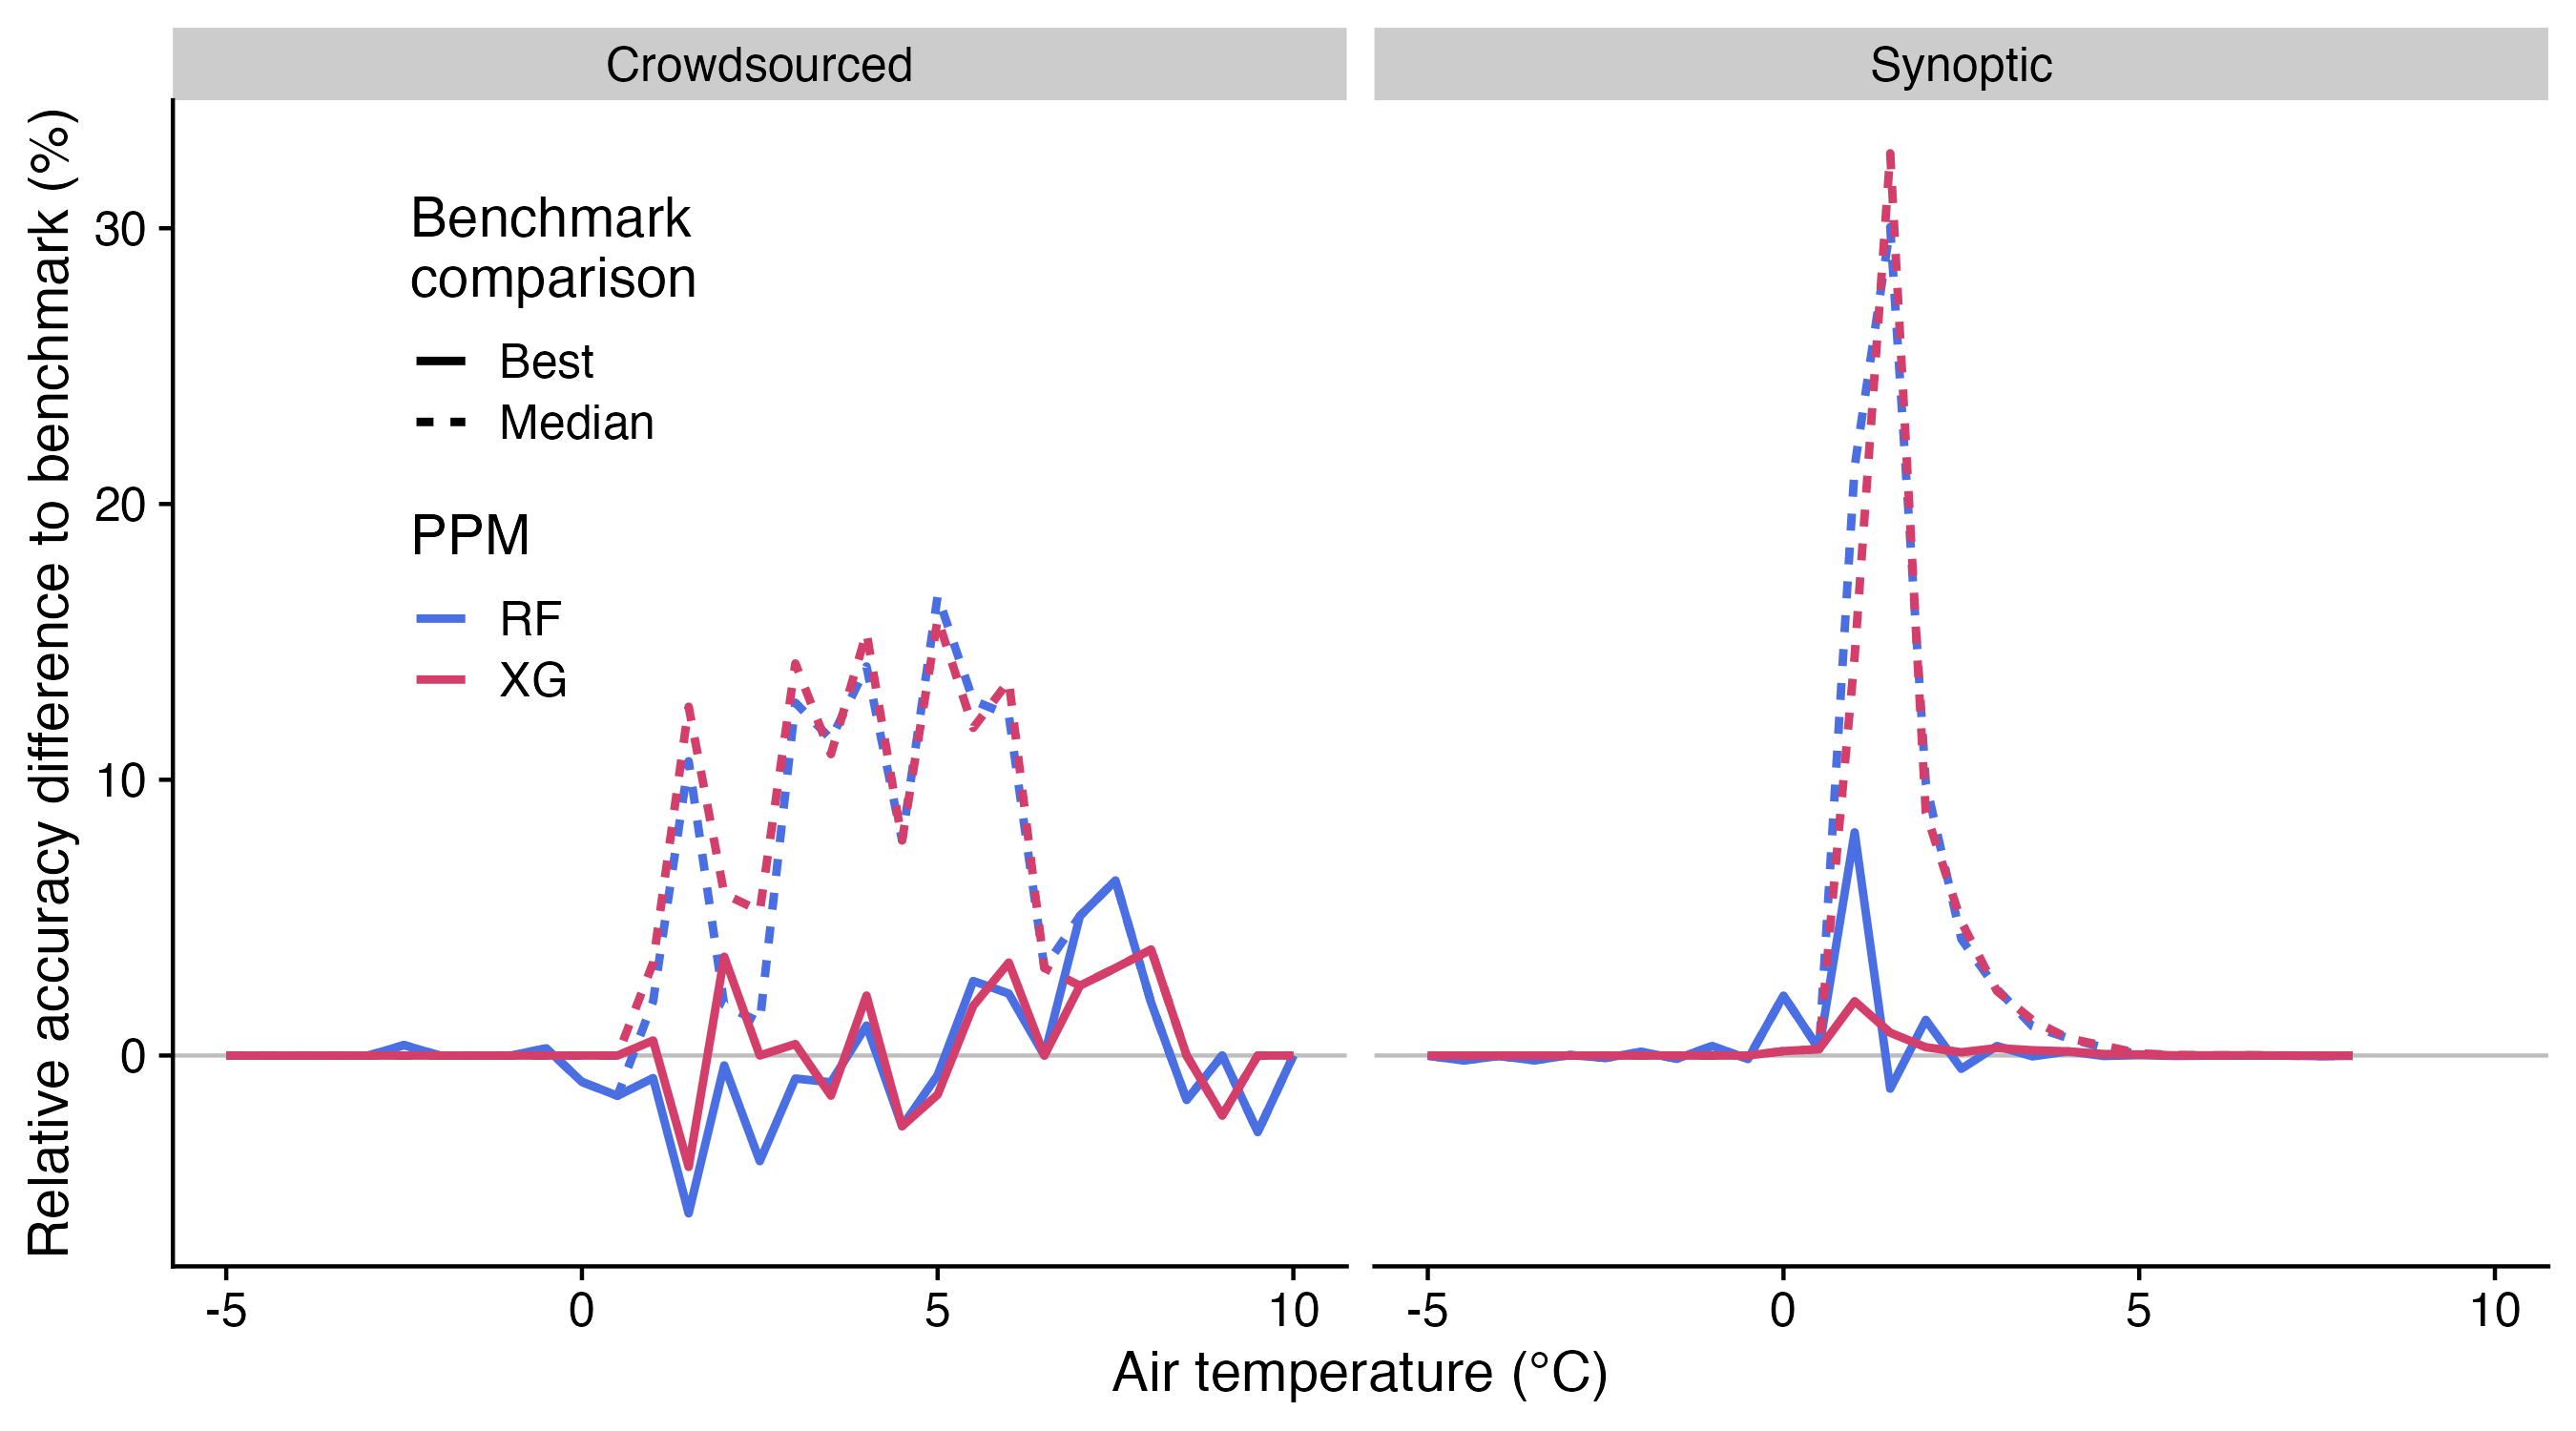 Crowdsourced
Synoptic
Relative accuracy difference to benchmark (%)
30
20
10
0
Benchmark
comparison
Best
Median
PPM
RF
XG
-5 0 5 10
-5 0 5 10
Air temperature (°C)